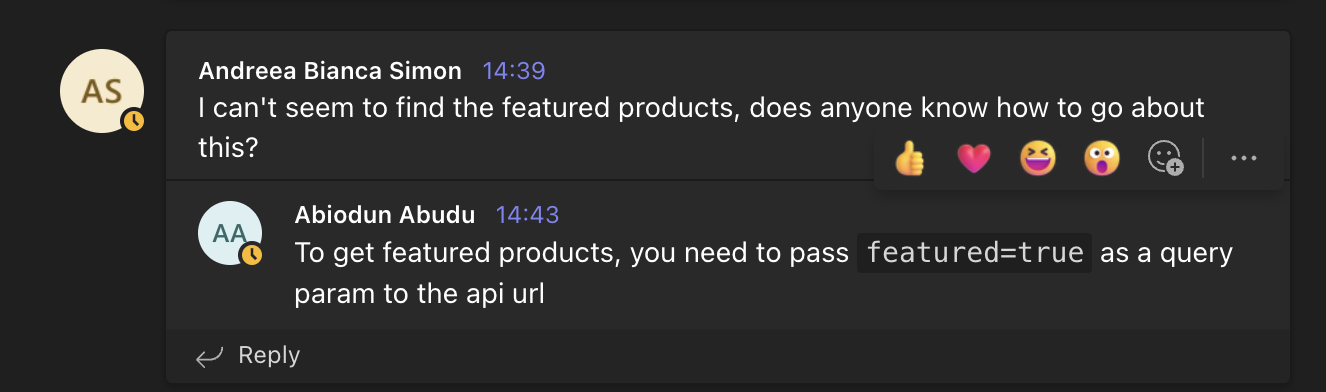 AS
Andreea Bianca Simon 14:39
I can't seem to find the featured products, does anyone know how to go about
this?
AA
Abiodun Abudu 14:43
To get featured products, you need to pass featured=true as a query
param to the api url
Reply